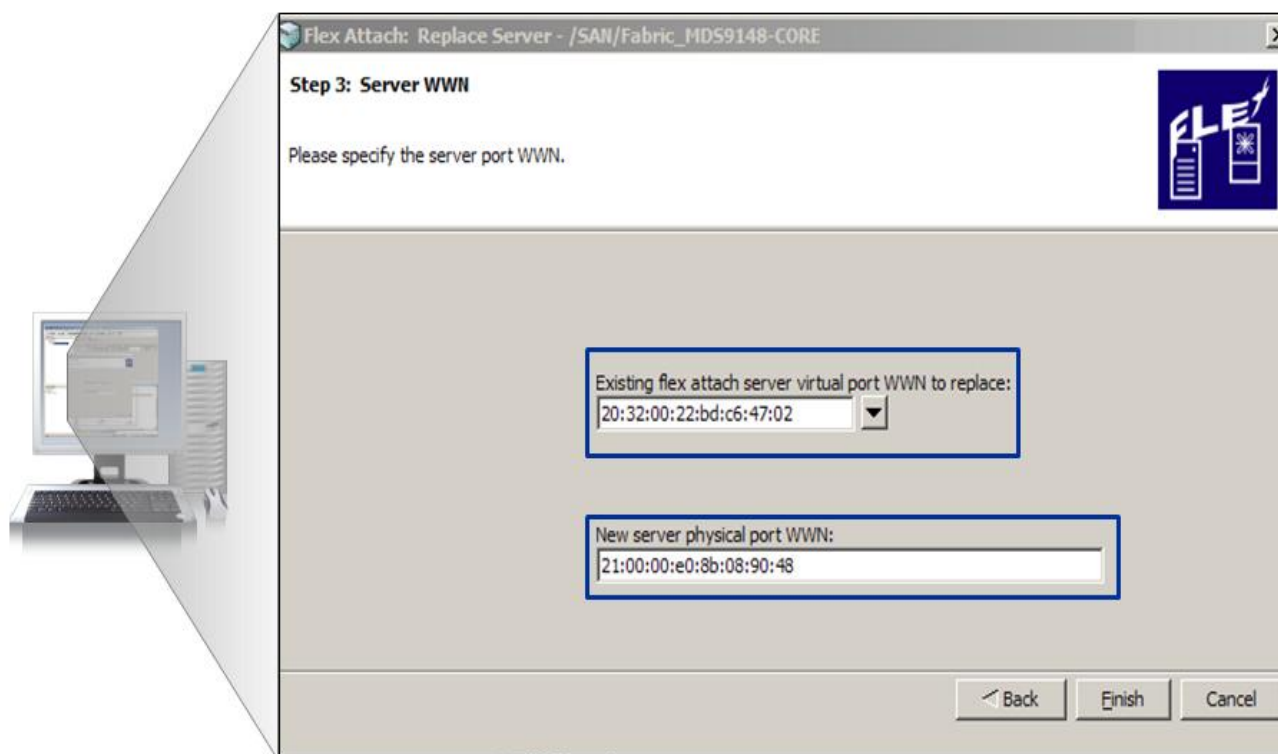 Flex Attach: Replace Server - /SAN/Fabric_MDS9148-CORE
Step 3: Server WWN
FLEX
Please specify the server port WWN.
Existing flex attach server virtual port WWN to replace:
20:32:00:22:bd:c6:47:02
New server physical port WWN:
21:00:00:e0:8b:08:90:48
Back
Finish
Cancel